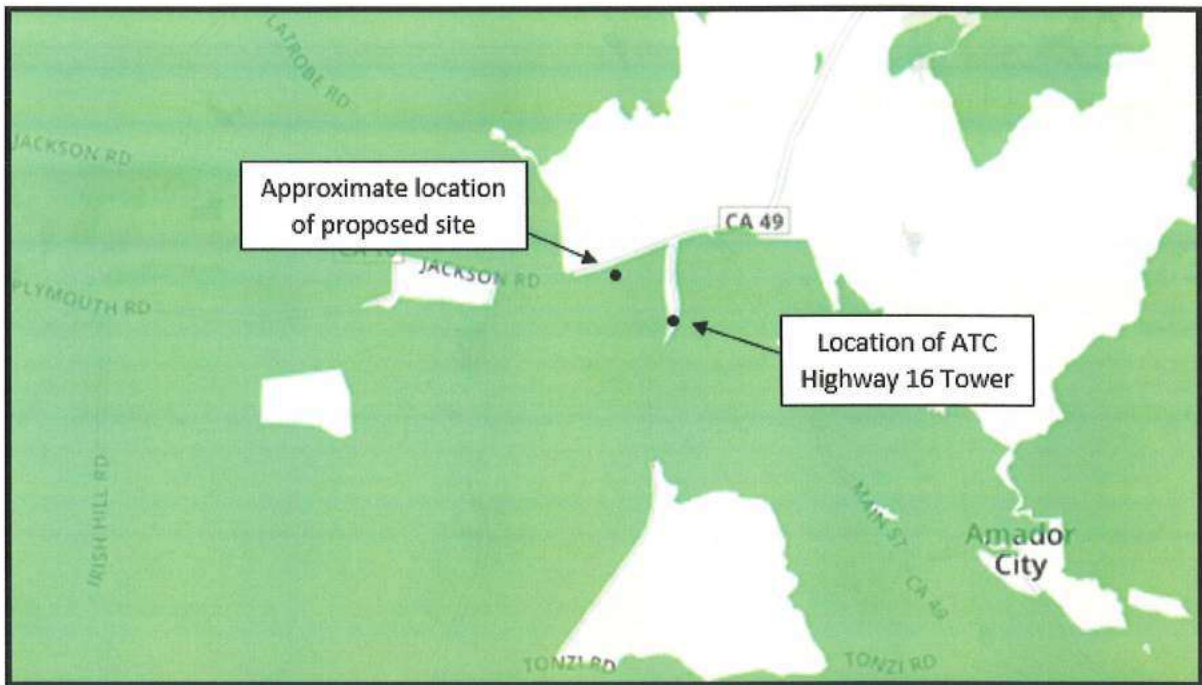 LATROBE RD
JACKSON RD
Approximate location
of proposed site
CA 49
JACKSON RD
PLYMOUTH RD
Location of ATC
Highway 16 Tower
IRISH HILL RD
MAIN ST
Amador
City
CA 49
TONZI RD
TONZI RD